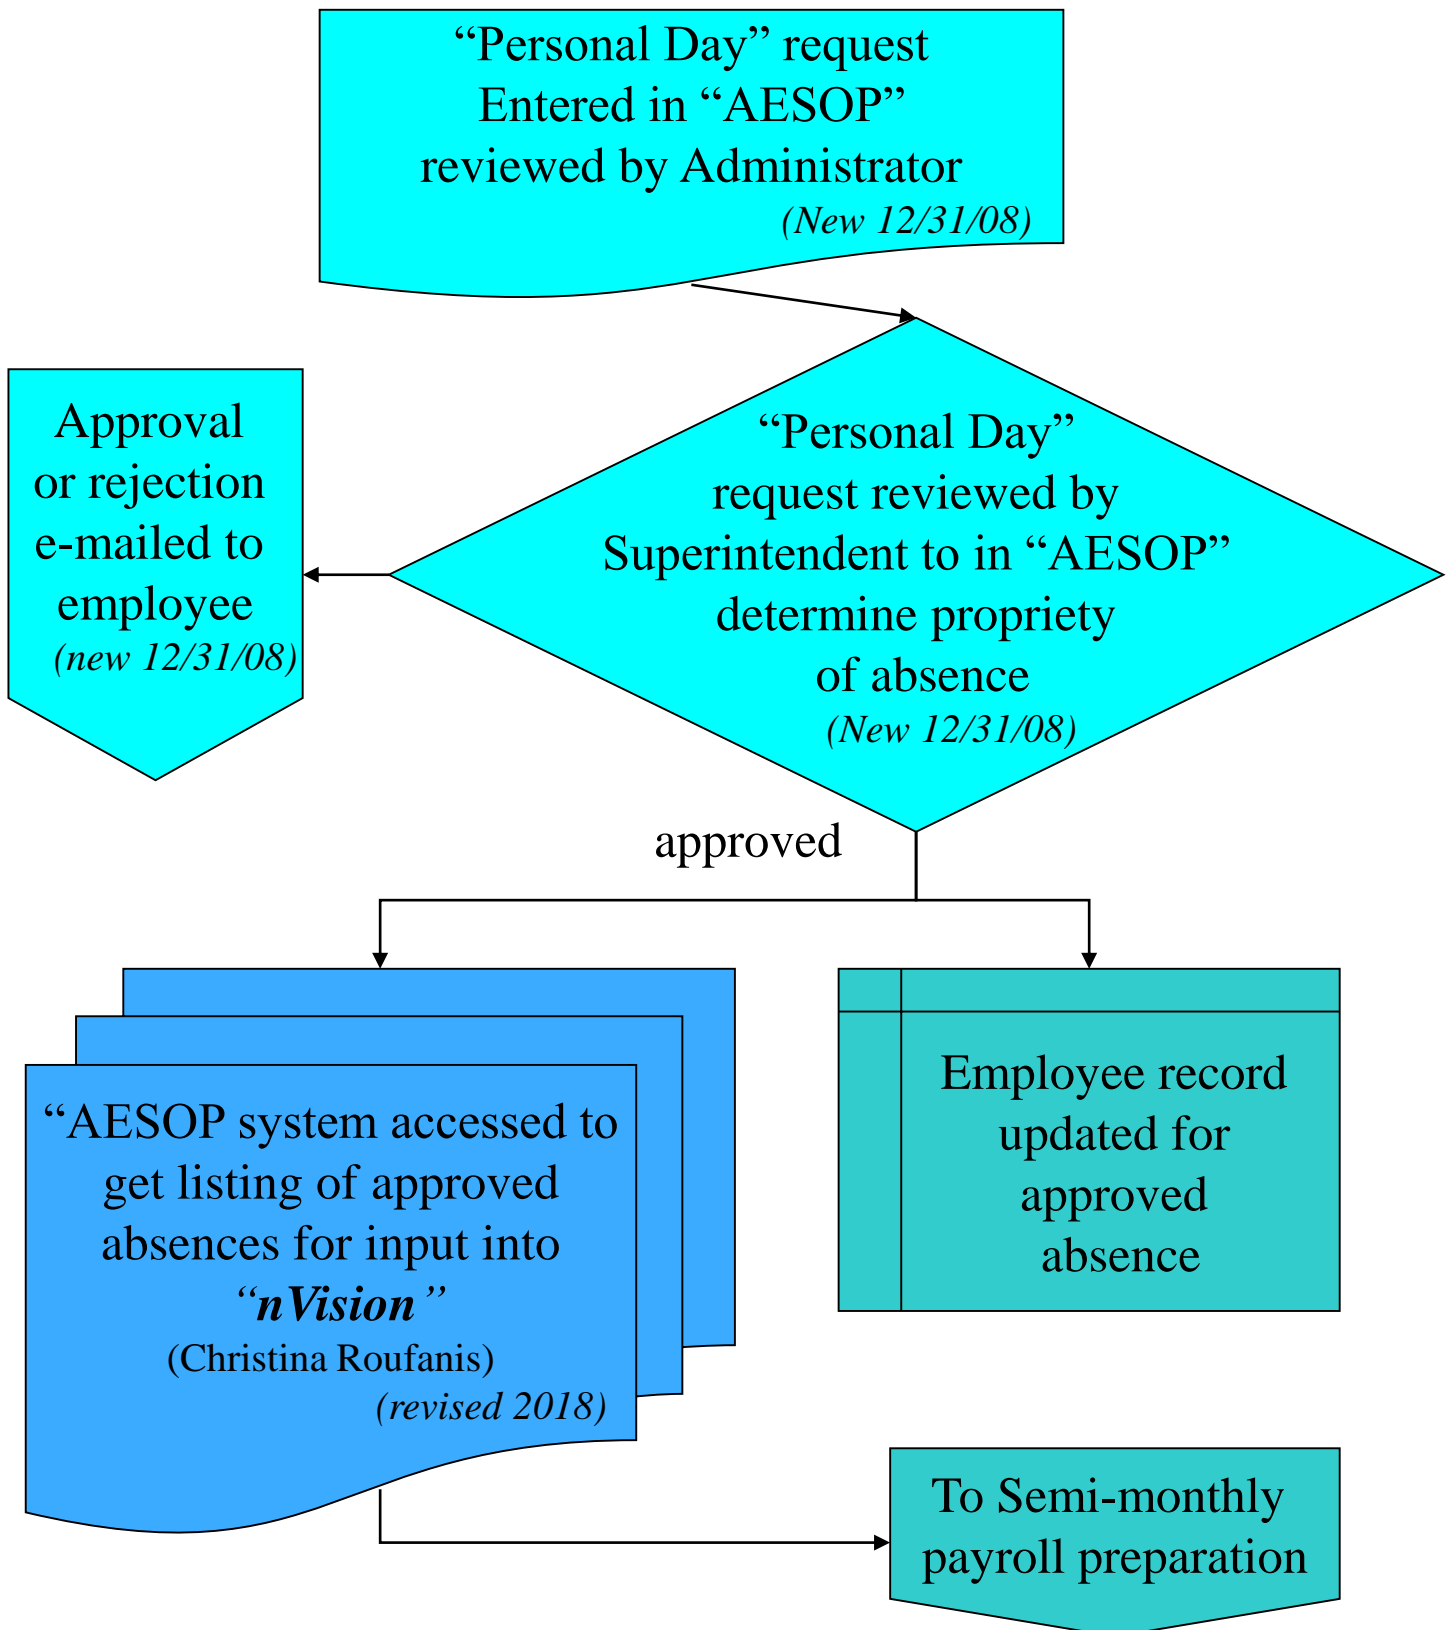 “Personal Day” request
Entered in “AESOP”
reviewed by Administrator
(New 12/31/08)
Approval
or rejection
e-mailed to
employee
(new 12/31/08)
“Personal Day”
request reviewed by
Superintendent to in “AESOP”
determine propriety
of absence
(New 12/31/08)
approved
“AESOP system accessed to
get listing of approved
absences for input into
“nVision”
(Christina Roufanis)
(revised 2018)
Employee record
updated for
approved
absence
To Semi-monthly
payroll preparation